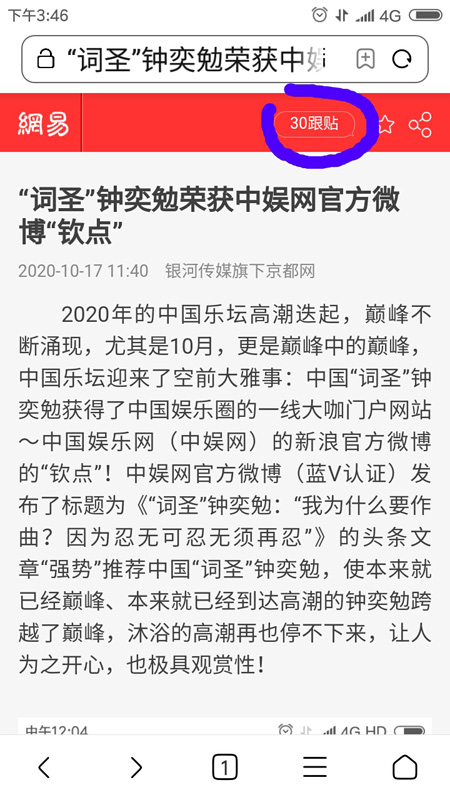 下午3:46
4G
“词圣”钟奕勉荣获中娱
網易
30跟贴
“词圣”钟奕勉荣获中娱网官方微
博“钦点”
2020-10-17 11:40 银河传媒旗下京都网
2020年的中国乐坛高潮迭起，巅峰不
断涌现，尤其是10月，更是巅峰中的巅峰，
中国乐坛迎来了空前大雅事：中国“词圣”钟
奕勉获得了中国娱乐圈的一线大咖门户网站
～中国娱乐网（中娱网）的新浪官方微博
的“钦点”！中娱网官方微博（蓝V认证）发
布了标题为《“词圣”钟奕勉：“我为什么要作
曲？因为忍无可忍无须再忍”》的头条文
章“强势”推荐中国“词圣”钟奕勉，使本来就
已经巅峰、本来就已经到达高潮的钟奕勉跨
越了巅峰，沐浴的高潮再也停不下来，让人
为之开心，也极具观赏性！
中午12:04
4G HD
1